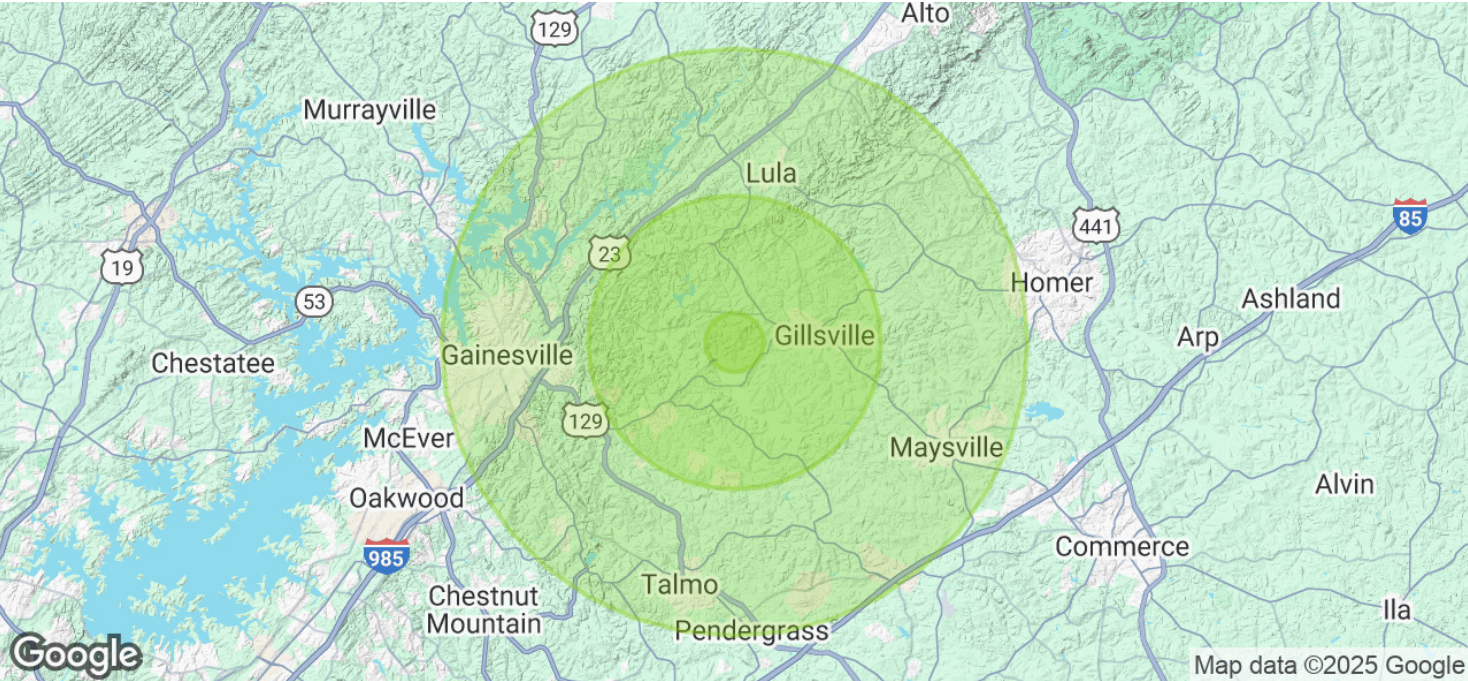 Alto
129
Murrayville
Lula
85
441
23
19
Homer
53
Ashland
Gillsville
Arp
Gainesville
Chestatee
129
McEver
Maysville
Alvin
Oakwood
Commerce
985
Talmo
Chestnut
Mountain
Ila
Pendergrass
Google
Map data ©2025 Google